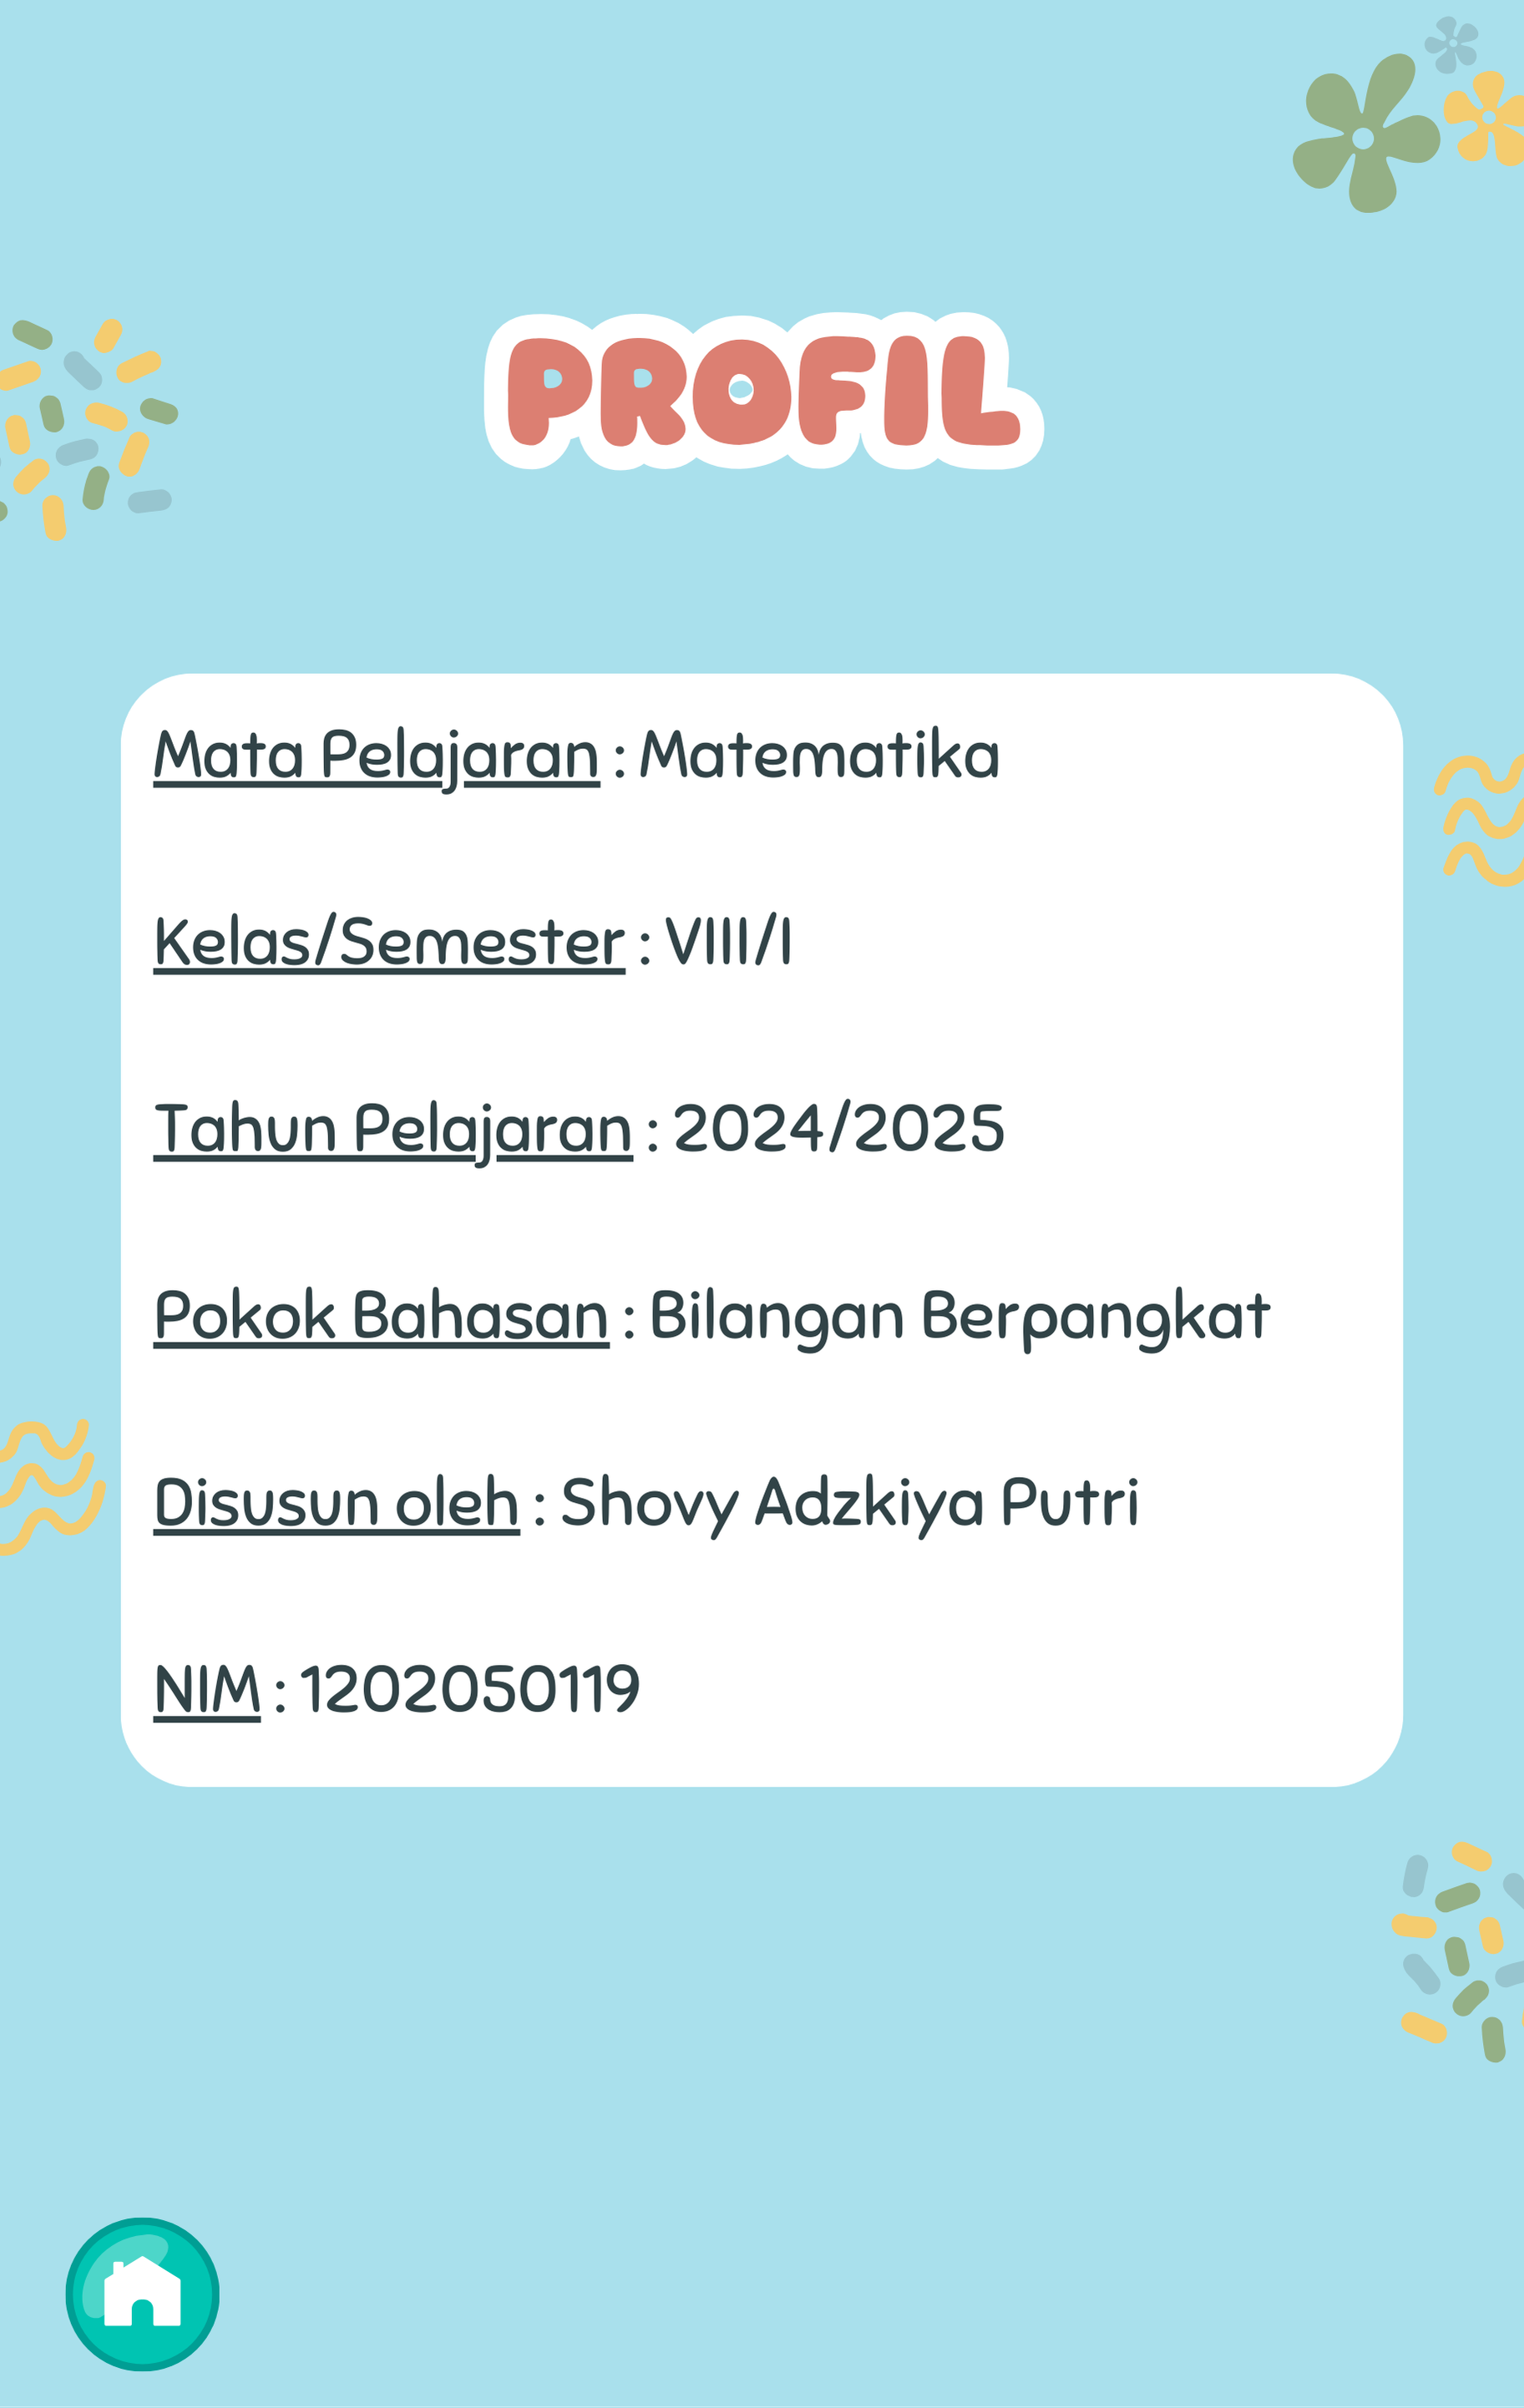 PROFIL
Mata Pelajaran : Matematika
Kelas/Semester : VIII/I
Tahun Pelajaran : 2024/2025
Pokok Bahasan : Bilangan Berpangkat
Disusun oleh : Shovy Adzkiya Putri
NIM : 1202050119